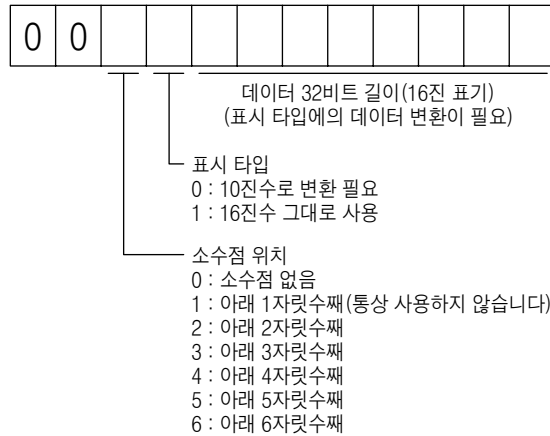 0 0
데이터 32비트 길이(16진 표기)
(표시 타입에의 데이터 변환이 필요)
표시 타입
0 : 10진수로 변환 필요
1 : 16진수 그대로 사용
소수점 위치
0 : 소수점 없음
1 : 아래 1자릿수째(통상 사용하지 않습니다)
2 : 아래 2자릿수째
3 : 아래 3자릿수째
4 : 아래 4자릿수째
5 : 아래 5자릿수째
6 : 아래 6자릿수째